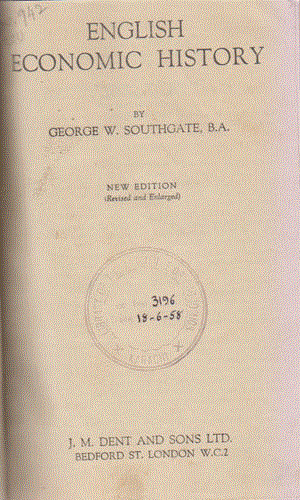 942
ENGLISH
ECONOMIC HISTORY
BY
GEORGE W. SOUTHGATE, B.A.
NEW EDITION
(Revised and Enlarged)
3196
18-6-58
J. M. DENT AND SONS LTD.
BEDFORD ST. LONDON W.C.2